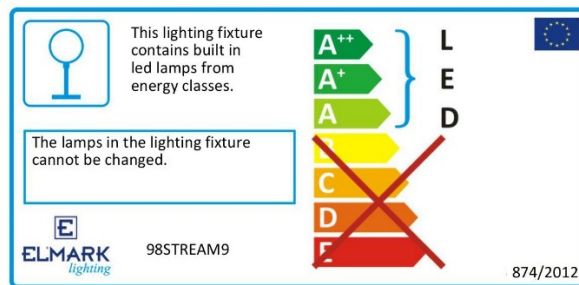 This lighting fixture
contains built in
led lamps from
energy classes.
The lamps in the lighting fixture
cannot be changed.
A++
A+
A
B
C
D
E
L
E
D
E
ELMARK
lighting
98STREAM9
874/2012